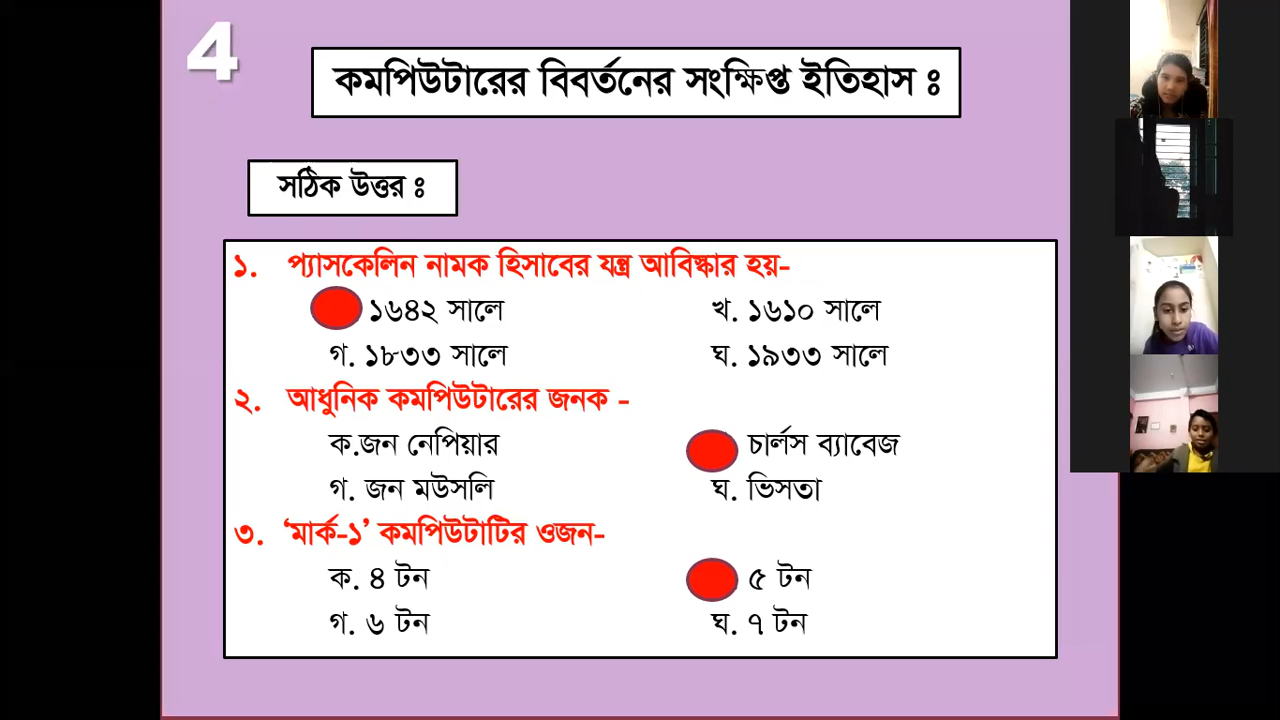 4
কমপিউটারের বিবর্তনের সংক্ষিপ্ত ইতিহাস ঃ
সঠিক উত্তর ঃ
১. প্যাসকেলিন নামক হিসাবের যন্ত্র আবিষ্কার হয়-
১৬৪২ সালে খ. ১৬১০ সালে
গ. ১৮৩৩ সালে ঘ. ১৯৩৩ সালে
২. আধুনিক কমপিউটারের জনক -
ক.জন নেপিয়ার চার্লস ব্যাবেজ
গ. জন মউসলি ঘ. ভিসতা
৩. ‘মার্ক-১’ কমপিউটাটির ওজন-
ক. ৪ টন ৫ টন
গ. ৬ টন ঘ. ৭ টন